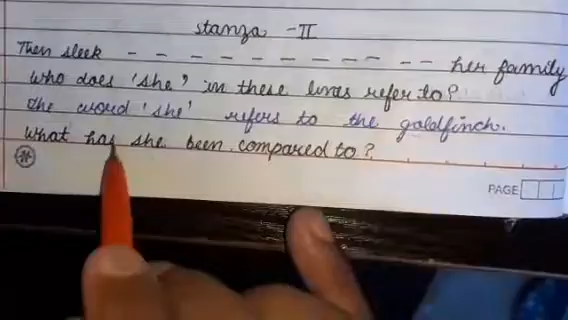 stanza - II
Then sleek - - - - - - - - - - - - her family
Who does 'she' in these lines refer to?
The word 'she' refers to the goldfinch.
What has she been compared to?
PAGE